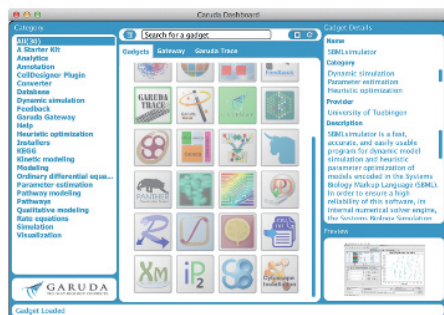 Garuda Dashboard
Category
All(30)
A Starter Kit
Analytics
Annotation
CellDesigner Plugin
Converter
Database
Dynamic simulation
Feedback
Garuda Gateway
Help
Heuristic optimization
Installers
KEGG
Kinetic modeling
Modeling
Ordinary differential equa...
Parameter estimation
Pathway modeling
Pathways
Qualitative modeling
Rate equations
Simulation
Visualization
GARUDA
Gadget Loaded
Search for a gadget
Gadgets Gateway Garuda Trace
Feedback
GARUDA
TRACE
PANTHER
R
XM
iP2
Cytoscape
Installation
Gadget Details
Name
SBMLsimulator
Category
Dynamic simulation
Parameter estimation
Heuristic optimization
Provider
University of Tuebingen
Description
SBMLsimulator is a fast,
accurate, and easily usable
program for dynamic model
simulation and heuristic
parameter optimization of
models encoded in the Systems
Biology Markup Language (SBML).
In order to ensure a high
reliability of this software, its
internal numerical solver engine,
the Systems Biology Simulation
Preview